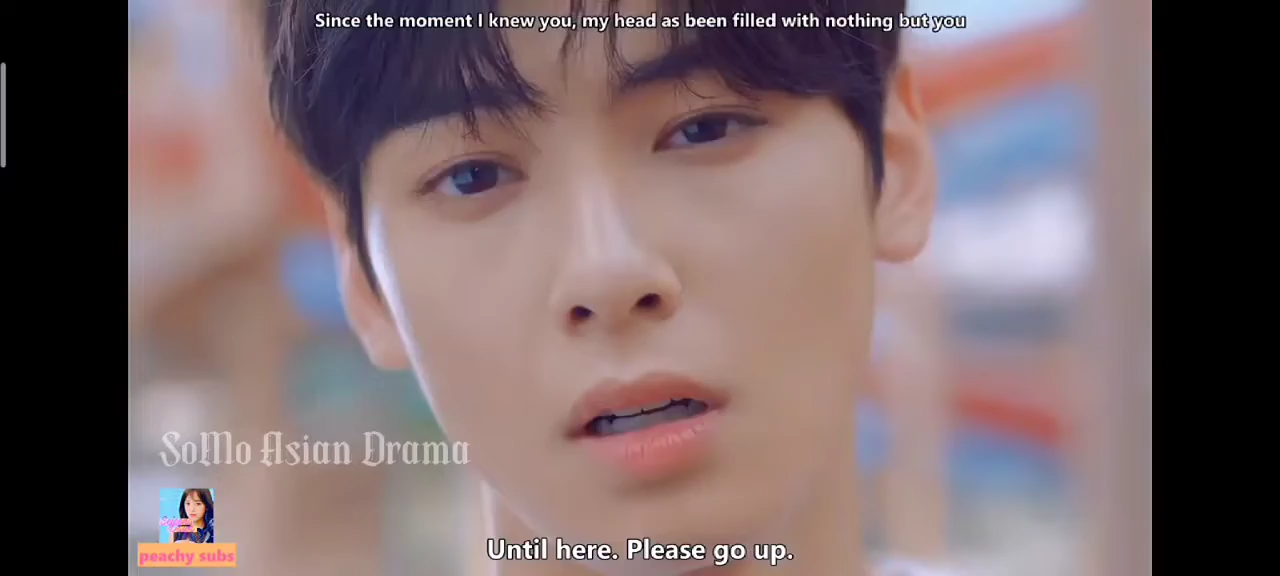 Since the moment I knew you, my head as been filled with nothing but you
SoMo Asian Drama
peachy subs
Until here. Please go up.